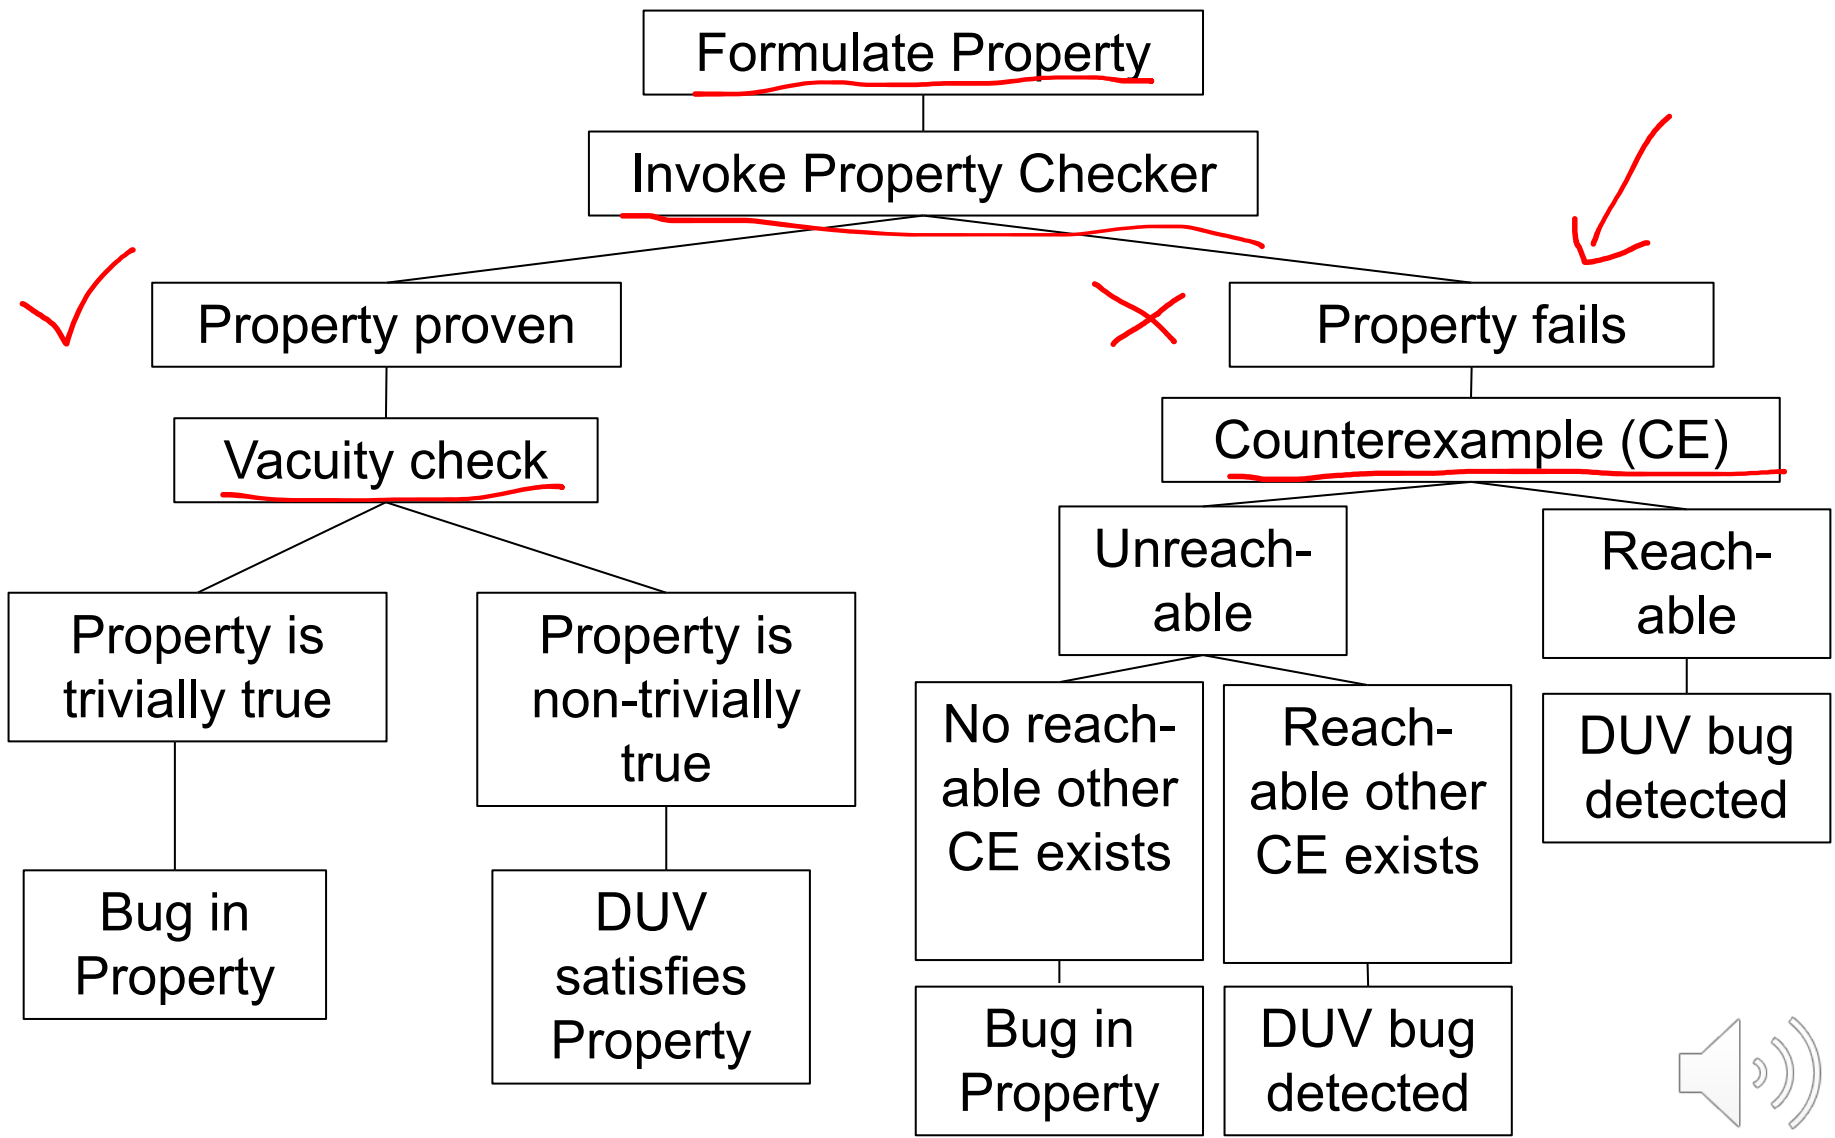 Formulate Property
Invoke Property Checker
Property proven
Property fails
Vacuity check
Counterexample (CE)
Property is
trivially true
Property is
non-trivially
true
Unreach-
able
Reach-
able
No reach-
able other
CE exists
Reach-
able other
CE exists
DUV bug
detected
Bug in
Property
DUV
satisfies
Property
Bug in
Property
DUV bug
detected